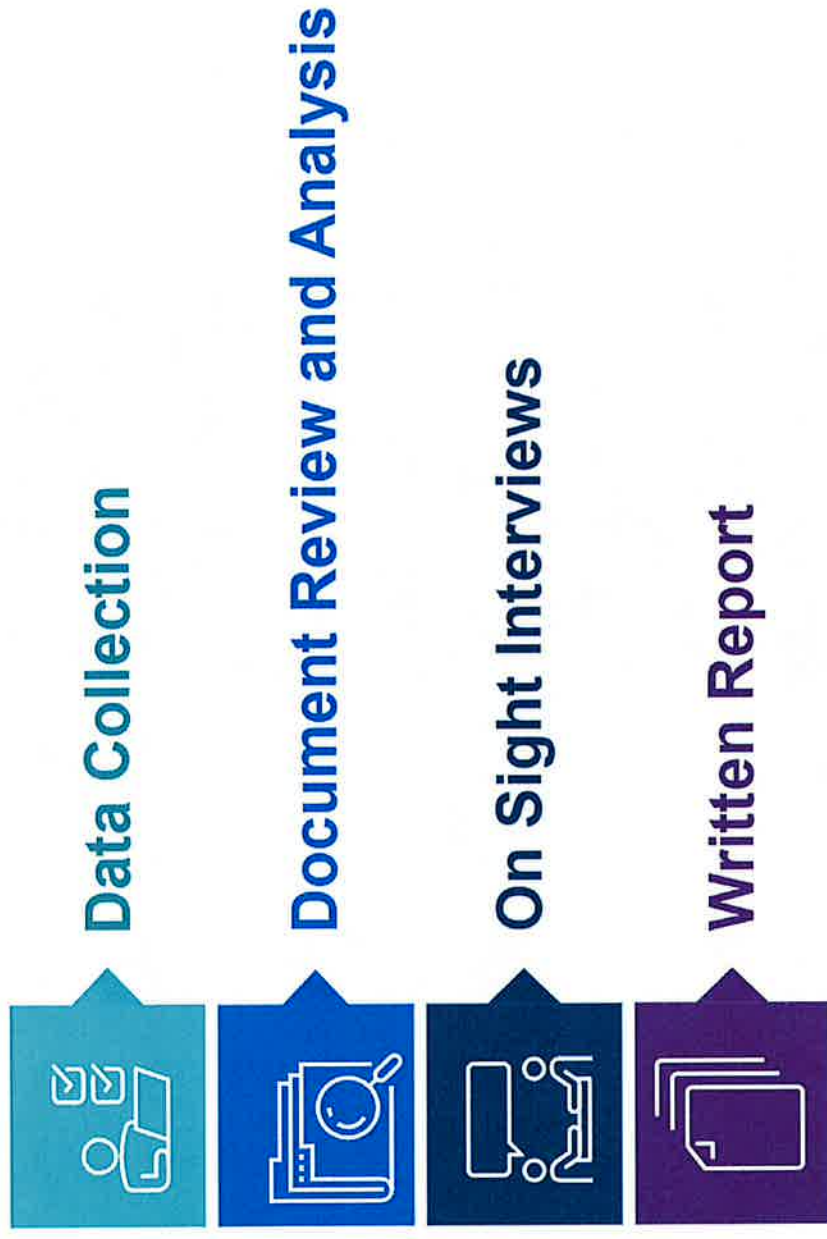 Data Collection
Document Review and Analysis
On Sight Interviews
Written Report